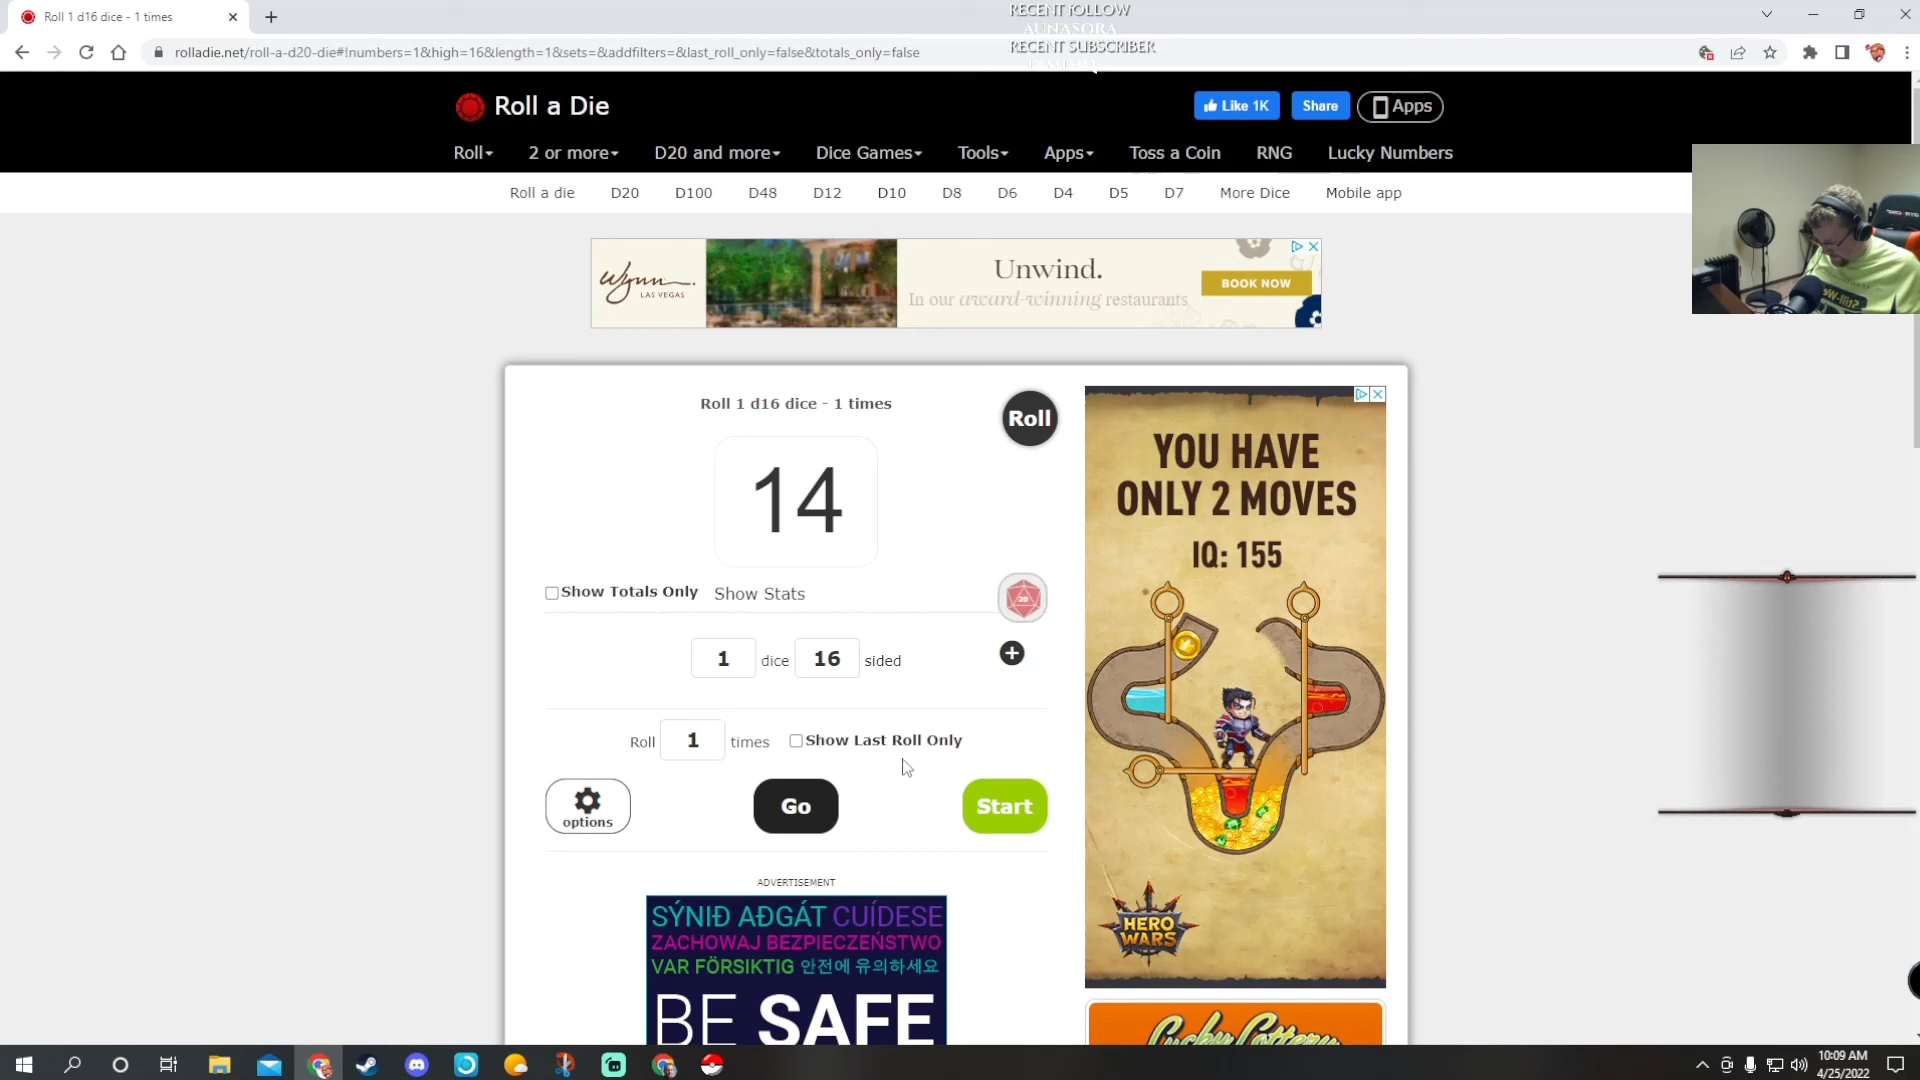 Roll 1 d16 dice - 1 times
RECENT FOLLOW
AUNASORA
RECENT SUBSCRIBER
rolladie.net/roll-a-d20-die#!numbers=1&high=16&length=1&sets=&addfilters=&last_roll_only=false&totals_only=false
Roll a Die
Like 1K
Share
Apps
Roll 2 or more D20 and more Dice Games Tools Apps Toss a Coin RNG Lucky Numbers
Roll a die D20 D100 D48 D12 D10 D8 D6 D4 D5 D7 More Dice Mobile app
Wynn
LAS VEGAS
Unwind.
In our award-winning restaurants
BOOK NOW
Roll 1 d16 dice - 1 times
Roll
14
Show Totals Only Show Stats
20
1 dice 16 sided
Roll 1 times Show Last Roll Only
options
Go
Start
ADVERTISEMENT
SÝNIÐ AÐGÁT CUÍDESE
ZACHOWAJ BEZPIECZEŃSTWO
VAR FÖRSIKTIG 안전에 유의하세요
BE SAFE
YOU HAVE
ONLY 2 MOVES
IQ: 155
HERO
WARS
Lucky Lottery
10:09 AM
4/25/2022